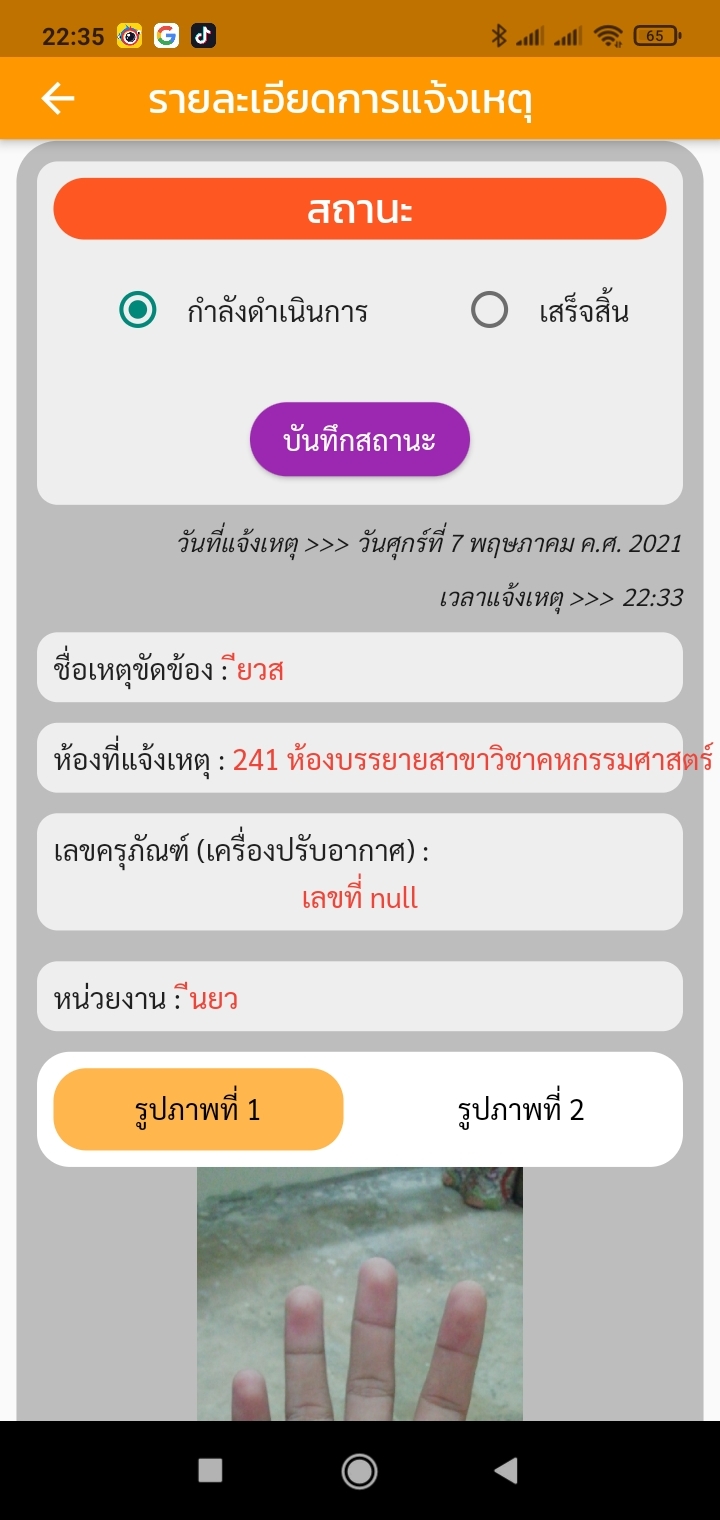 22:35
65
รายละเอียดการแจ้งเหตุ
สถานะ
กำลังดำเนินการ
เสร็จสิ้น
บันทึกสถานะ
วันที่แจ้งเหตุ >>> วันศุกร์ที่ 7 พฤษภาคม ค.ศ. 2021
เวลาแจ้งเหตุ >>> 22:33
ชื่อเหตุขัดข้อง : ียวส
ห้องที่แจ้งเหตุ : 241 ห้องบรรยายสาขาวิชาคหกรรมศาสตร์
เลขครุภัณฑ์ (เครื่องปรับอากาศ) :
เลขที่ null
หน่วยงาน : ีนยว
รูปภาพที่ 1
รูปภาพที่ 2